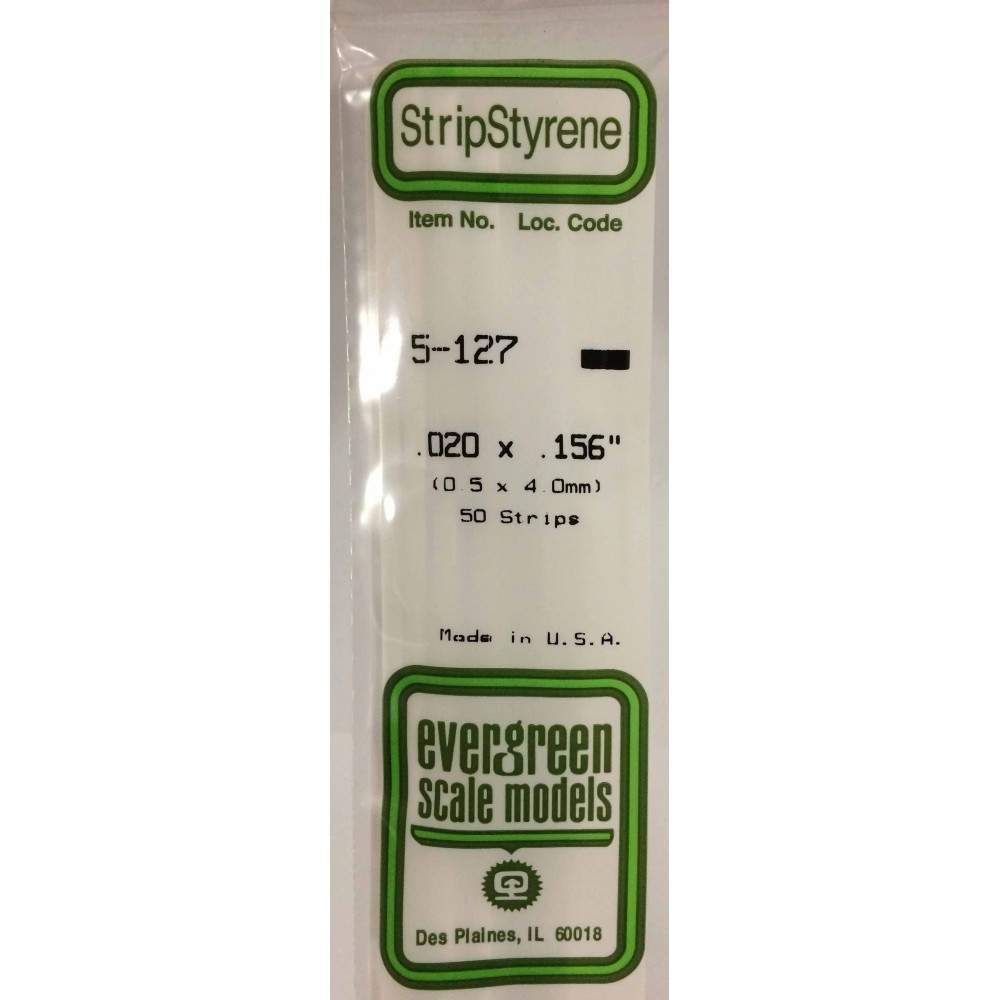 StripStyrene
Item No. Loc. Code
5-127
.020 x .156"
(0.5 x 4.0mm)
50 Strips
Made in U.S.A.
evergreen
scale models
Des Plaines, IL 60018